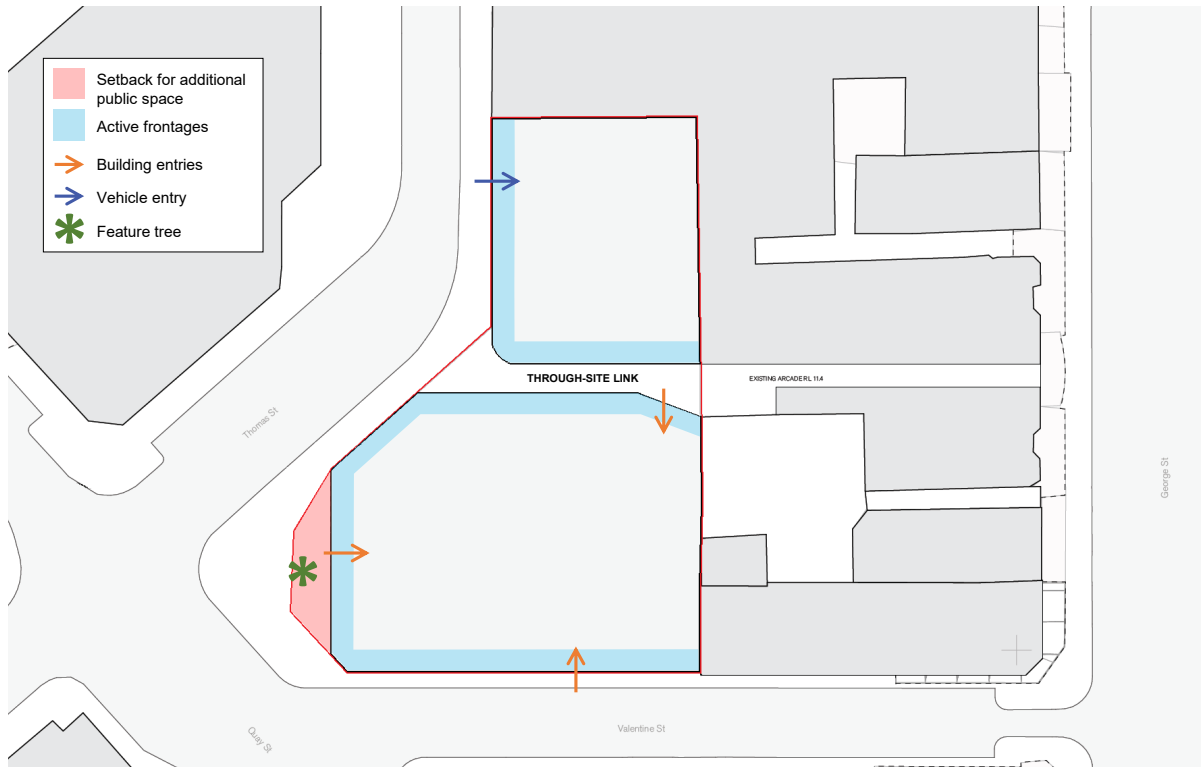 Setback for additional
public space
Active frontages
Building entries
Vehicle entry
Feature tree
THROUGH-SITE LINK
EXISTING ARCADE RL 11.4
Thomas St
George St
Valentine St
Quay St